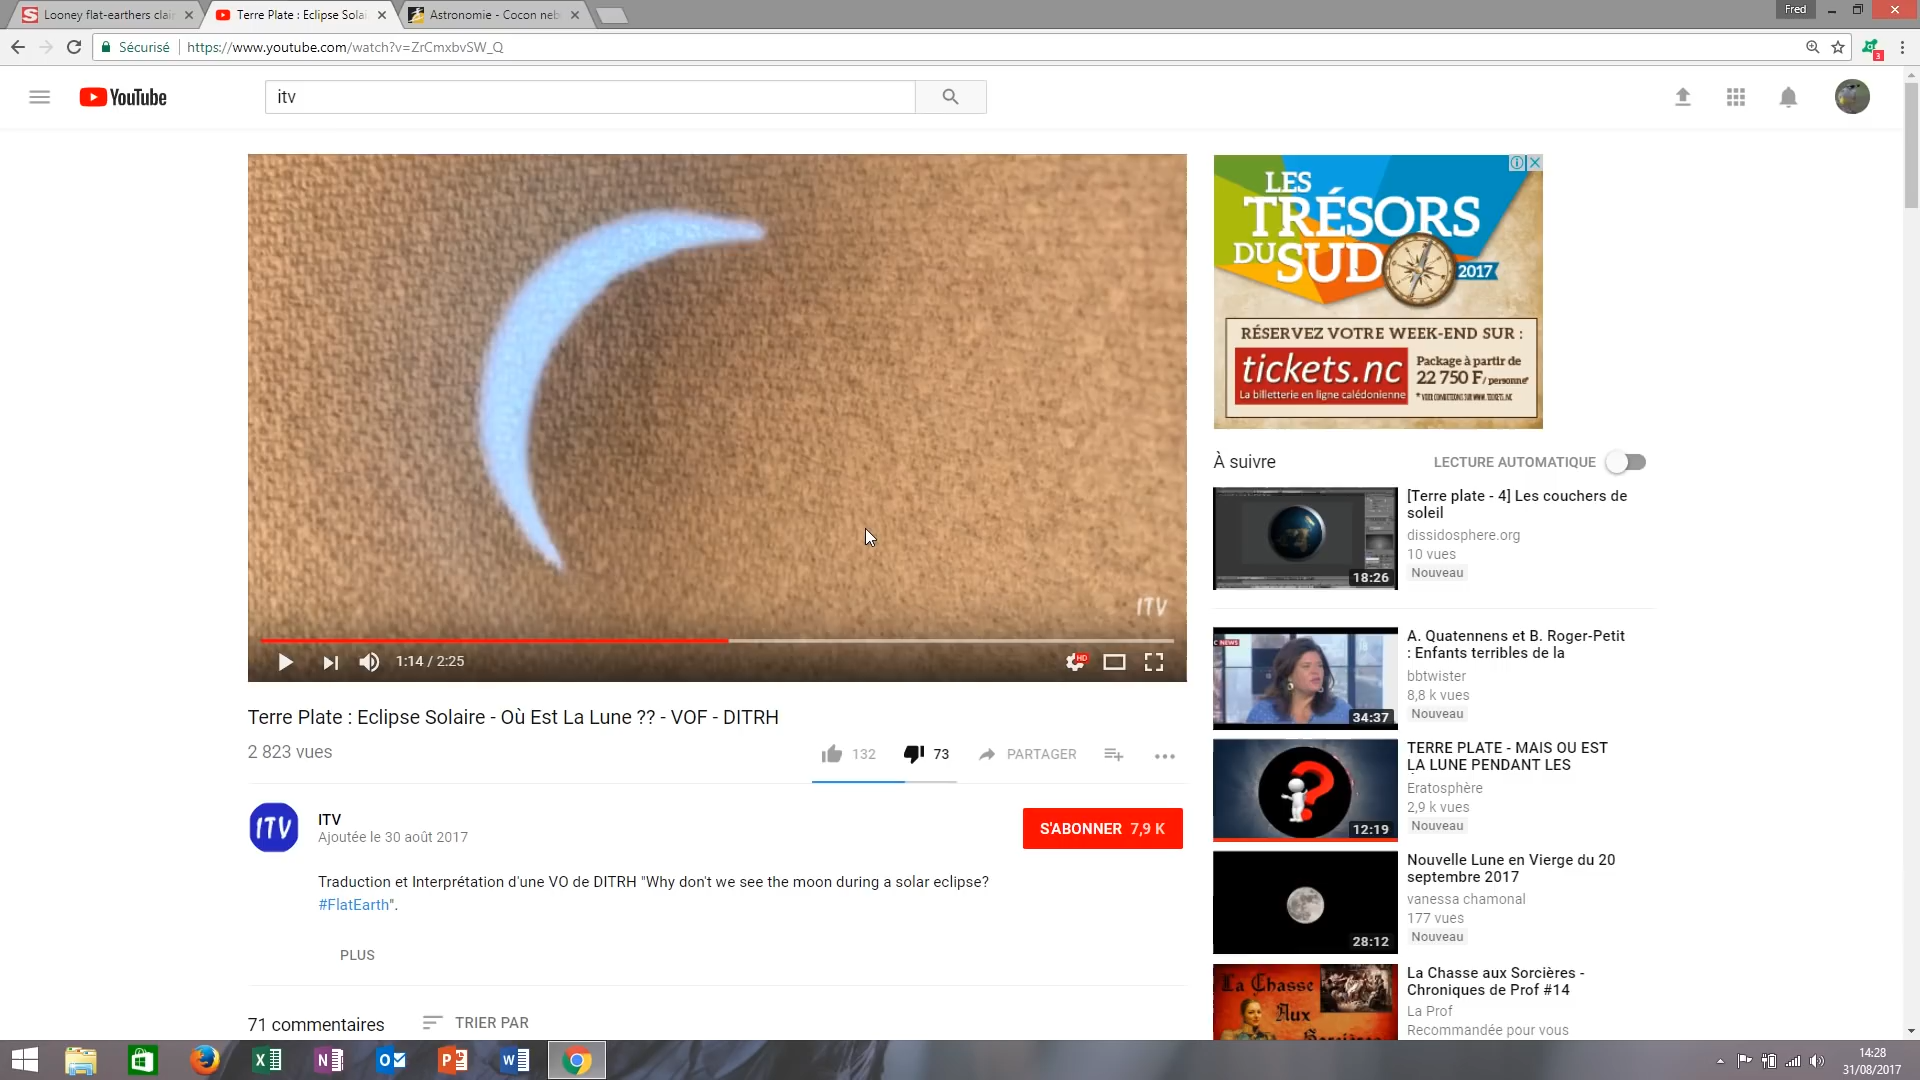 Looney flat-earthers clai
Terre Plate : Eclipse Sola
Astronomie - Cocon neb
Fred
Sécurisé
https://www.youtube.com/watch?v=ZrCmxbvSW_Q
3
YouTube
itv
ITV
1:14 / 2:25
HD
LES
TRÉSORS
DU SUD
2017
RÉSERVEZ VOTRE WEEK-END SUR :
tickets.nc
La billetterie en ligne calédonienne
Package à partir de
22 750 F/personne*
À suivre
LECTURE AUTOMATIQUE
[Terre plate - 4] Les couchers de
soleil
dissidosphere.org
10 vues
Nouveau
18:26
C NEWS
A. Quatennens et B. Roger-Petit
: Enfants terribles de la
bbtwister
8,8 k vues
Nouveau
34:37
TERRE PLATE - MAIS OU EST
LA LUNE PENDANT LES
Eratosphère
2,9 k vues
Nouveau
12:19
Nouvelle Lune en Vierge du 20
septembre 2017
vanessa chamonal
177 vues
Nouveau
28:12
La Chasse
Aux
La Chasse aux Sorcières -
Chroniques de Prof #14
La Prof
Recommandée pour vous
Terre Plate : Eclipse Solaire - Où Est La Lune ?? - VOF - DITRH
2 823 vues
132
73
PARTAGER
ITV
ITV
Ajoutée le 30 août 2017
S'ABONNER 7,9 K
Traduction et Interprétation d'une VO de DITRH "Why don't we see the moon during a solar eclipse?
#FlatEarth".
PLUS
71 commentaires
TRIER PAR
14:28
31/08/2017